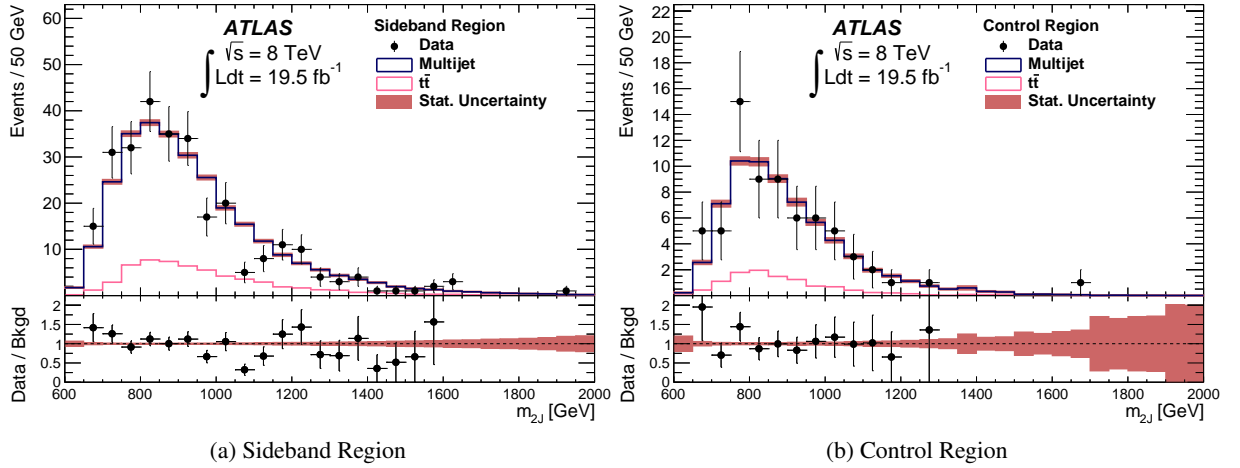 Events / 50 GeV
60
50
40
30
20
10
ATLAS
√s = 8 TeV
∫ Ldt = 19.5 fb⁻¹
Sideband Region
Data
Multijet
tt̄
Stat. Uncertainty
Data / Bkgd
2
1.5
1
0.5
0
600 800 1000 1200 1400 1600 1800 2000
m2J [GeV]
(a) Sideband Region
Events / 50 GeV
22
20
18
16
14
12
10
8
6
4
2
ATLAS
√s = 8 TeV
∫ Ldt = 19.5 fb⁻¹
Control Region
Data
Multijet
tt̄
Stat. Uncertainty
Data / Bkgd
2
1.5
1
0.5
0
600 800 1000 1200 1400 1600 1800 2000
m2J [GeV]
(b) Control Region